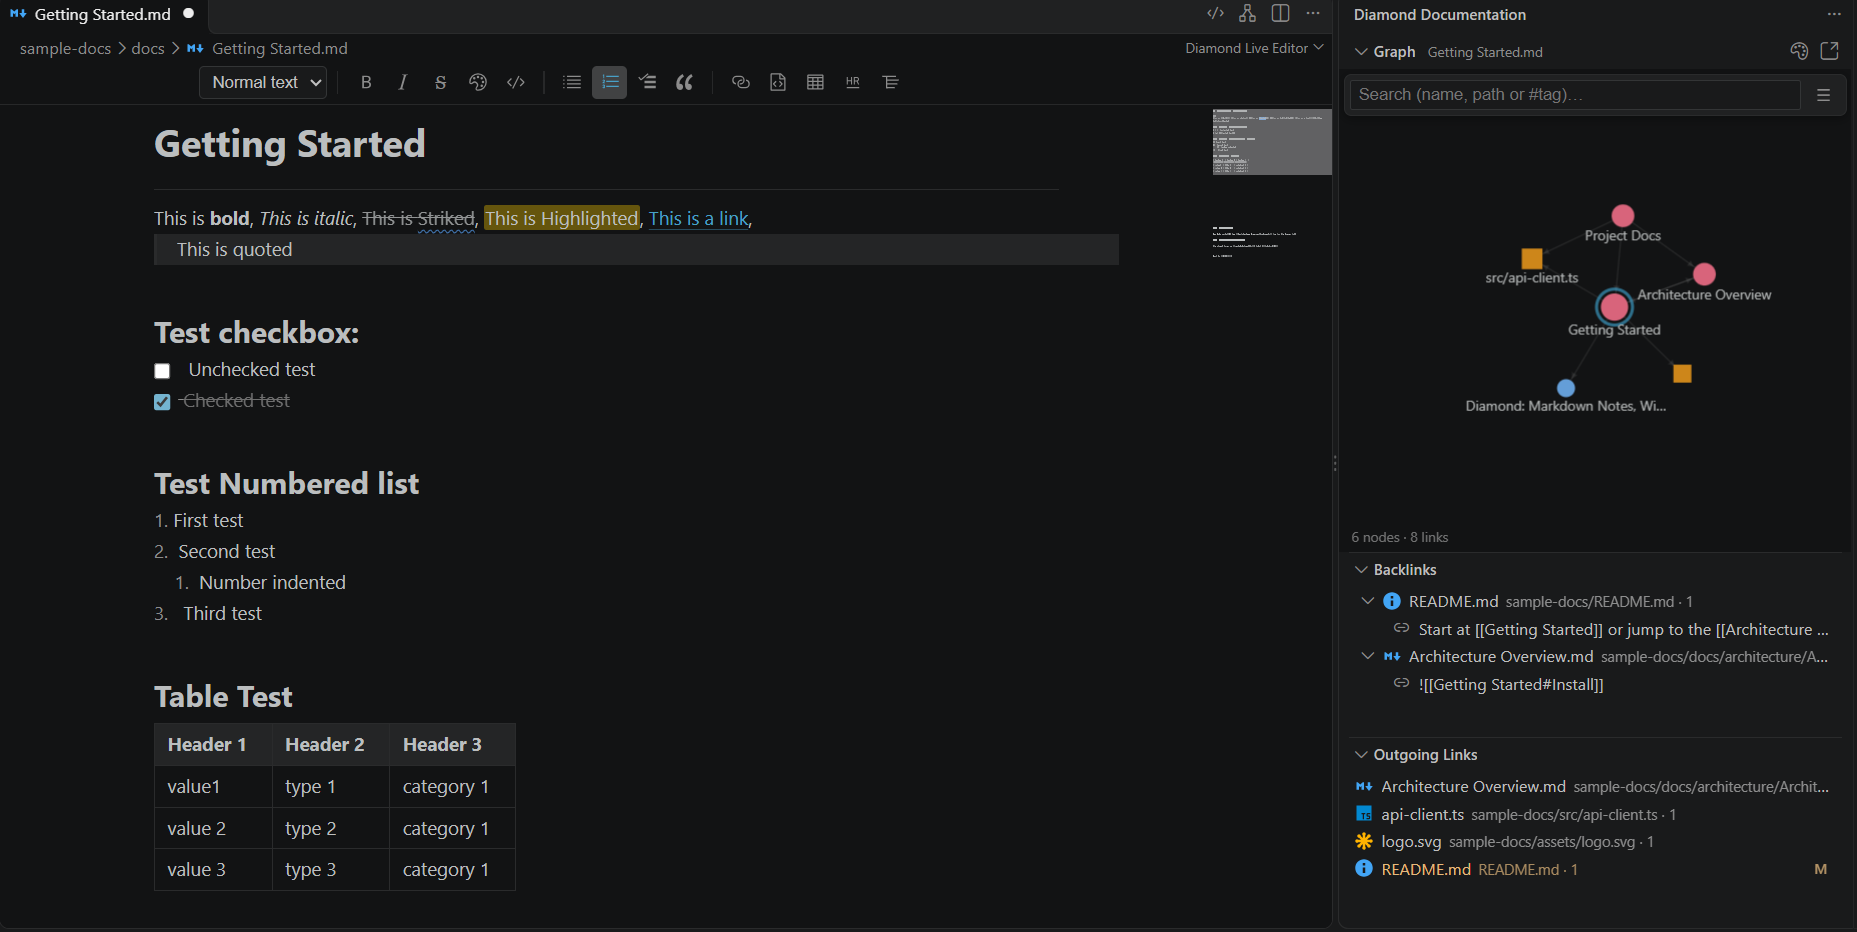 Getting Started.md
sample-docs > docs > Getting Started.md
Diamond Live Editor
Normal text
B I S HR
Getting Started
This is bold, This is italic, This is Striked, This is Highlighted, This is a link,
This is quoted
Test checkbox:
Unchecked test
Checked test
Test Numbered list
1. First test
2. Second test
1. Number indented
3. Third test
Table Test
Header 1 Header 2 Header 3
value1 type 1 category 1
value 2 type 2 category 1
value 3 type 3 category 1
Diamond Documentation
Graph Getting Started.md
Search (name, path or #tag)…
Project Docs
src/api-client.ts
Architecture Overview
Getting Started
Diamond: Markdown Notes, Wi...
6 nodes · 8 links
Backlinks
README.md sample-docs/README.md · 1
Start at [[Getting Started]] or jump to the [[Architecture ...
Architecture Overview.md sample-docs/docs/architecture/A...
![[Getting Started#Install]]
Outgoing Links
Architecture Overview.md sample-docs/docs/architecture/Archit...
TS api-client.ts sample-docs/src/api-client.ts · 1
logo.svg sample-docs/assets/logo.svg · 1
README.md README.md · 1 M